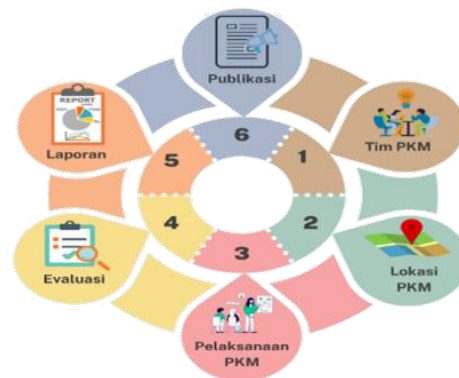 Publikasi
REPORT
Laporan
Tim PKM
6
5
1
4
2
3
Evaluasi
Lokasi
PKM
Pelaksanaan
PKM